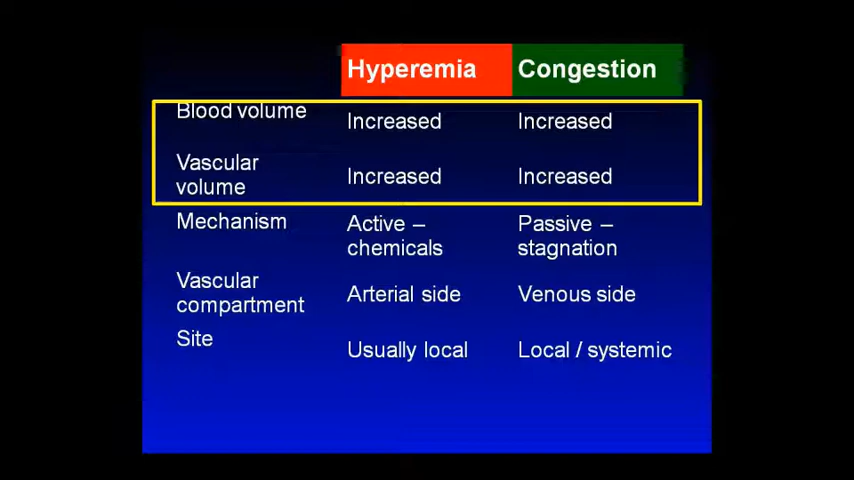 Hyperemia Congestion
Blood volume Increased Increased
Vascular
volume Increased Increased
Mechanism Active – Passive –
chemicals stagnation
Vascular
compartment Arterial side Venous side
Site Usually local Local / systemic